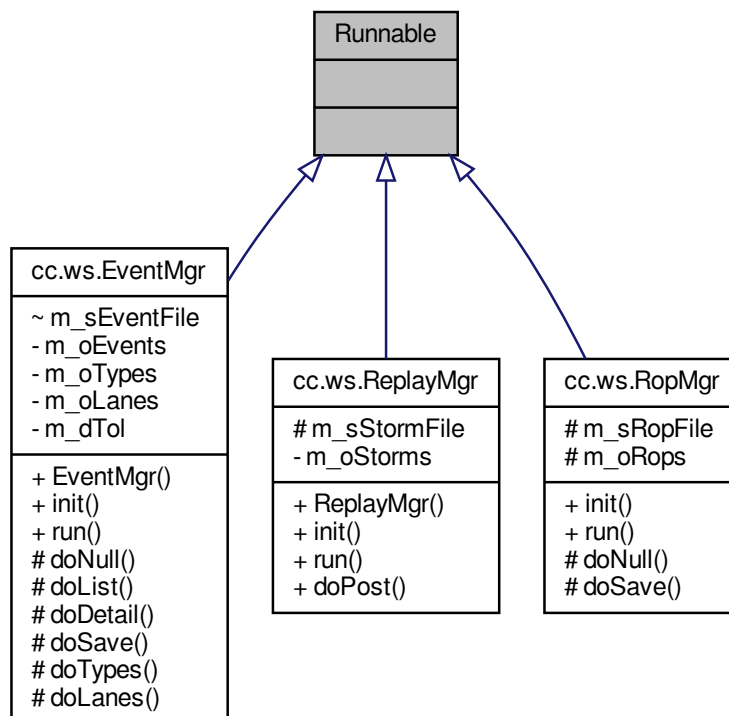 Runnable
cc.ws.EventMgr
~ m_sEventFile
- m_oEvents
- m_oTypes
- m_oLanes
- m_dTol
+ EventMgr()
+ init()
+ run()
# doNull()
# doList()
# doDetail()
# doSave()
# doTypes()
# doLanes()
cc.ws.ReplayMgr
# m_sStormFile
- m_oStorms
+ ReplayMgr()
+ init()
+ run()
+ doPost()
cc.ws.RopMgr
# m_sRopFile
# m_oRops
+ init()
+ run()
# doNull()
# doSave()